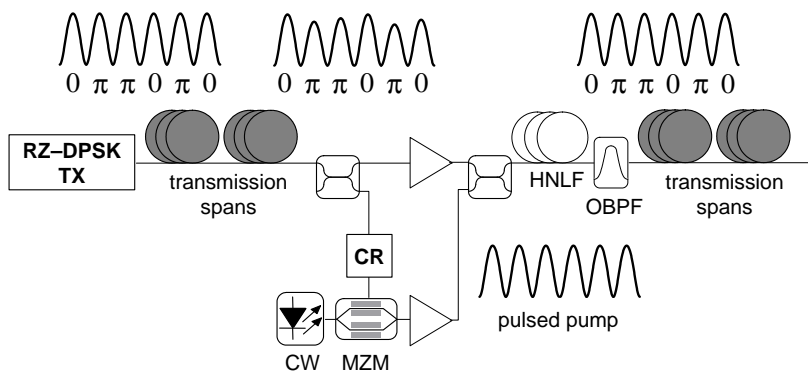 0 π π 0 π 0
0 π π 0 π 0
0 π π 0 π 0
RZ–DPSK
TX
transmission
spans
HNLF
OBPF
transmission
spans
CR
CW
MZM
pulsed pump